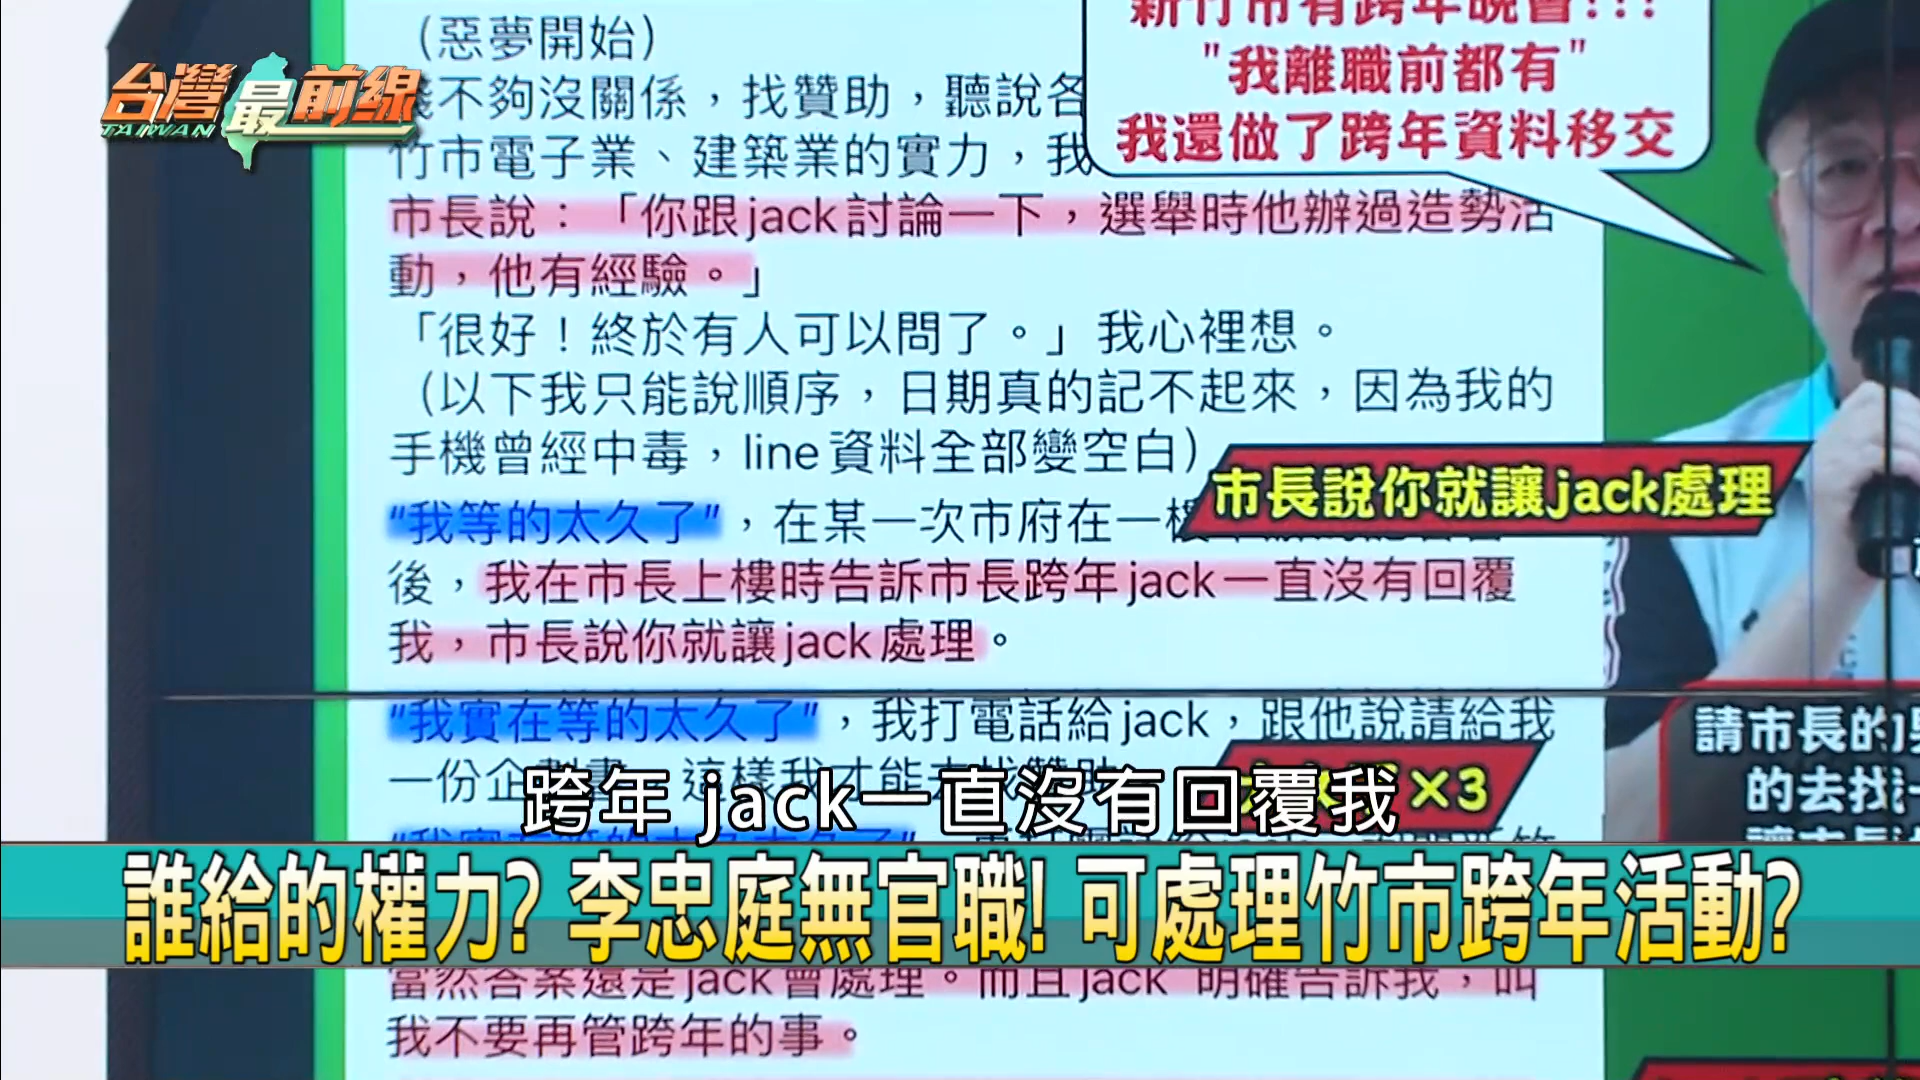 台灣最前線
TAIWAN
新竹市有跨年晚會!!!
"我離職前都有"
我還做了跨年資料移交
（惡夢開始）
不夠沒關係，找贊助，聽說各
竹市電子業、建築業的實力，我
市長說：「你跟jack討論一下，選舉時他辦過造勢活
動，他有經驗。」
「很好！終於有人可以問了。」我心裡想。
（以下我只能說順序，日期真的記不起來，因為我的
手機曾經中毒，line資料全部變空白）
市長說你就讓jack處理
“我等的太久了”，在某一次市府在一樓
後，我在市長上樓時告訴市長跨年jack一直沒有回覆
我，市長說你就讓jack處理。
“我實在等的太久了”，我打電話給jack，跟他說請給我
一份企
×3
請市長的
的去找
跨年 jack一直沒有回覆我
誰給的權力? 李忠庭無官職! 可處理竹市跨年活動?
當然答案還是jack會處理。而且jack 明確告訴我，叫
我不要再管跨年的事。